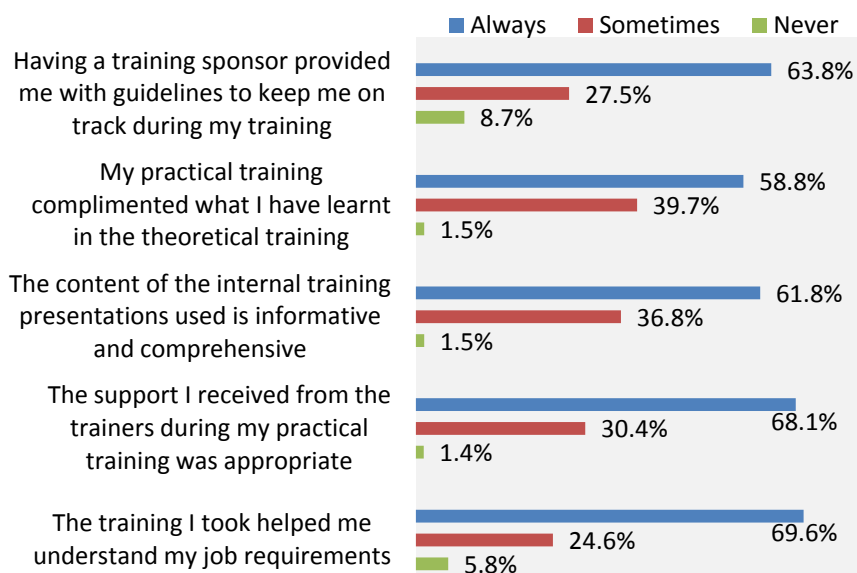 Always Sometimes Never
Having a training sponsor provided
me with guidelines to keep me on
track during my training
63.8%
27.5%
8.7%
My practical training
complimented what I have learnt
in the theoretical training
58.8%
39.7%
1.5%
The content of the internal training
presentations used is informative
and comprehensive
61.8%
36.8%
1.5%
The support I received from the
trainers during my practical
training was appropriate
68.1%
30.4%
1.4%
The training I took helped me
understand my job requirements
69.6%
24.6%
5.8%